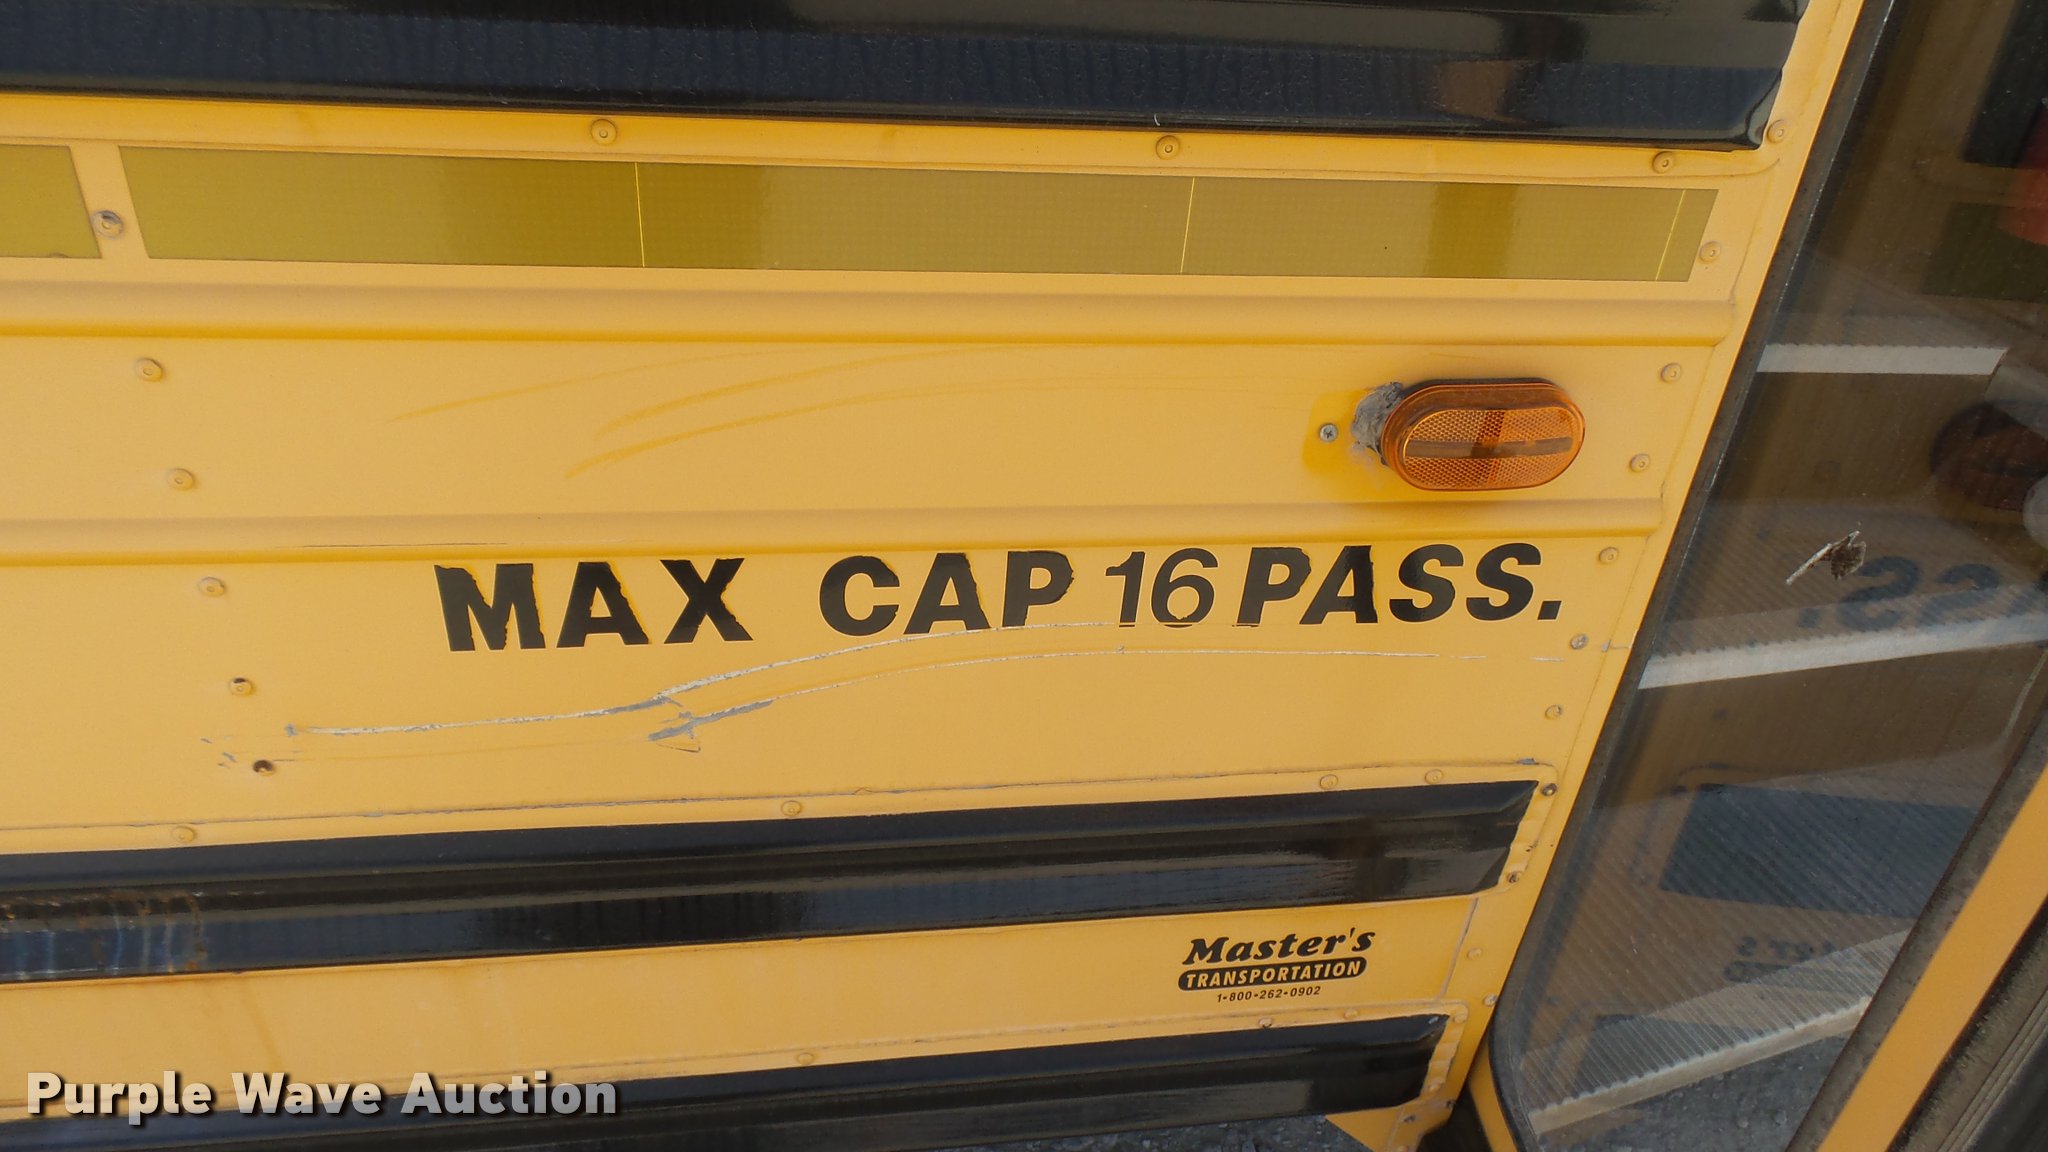 MAX CAP 16 PASS.
Master's
TRANSPORTATION
1-800-262-0902
Purple Wave Auction